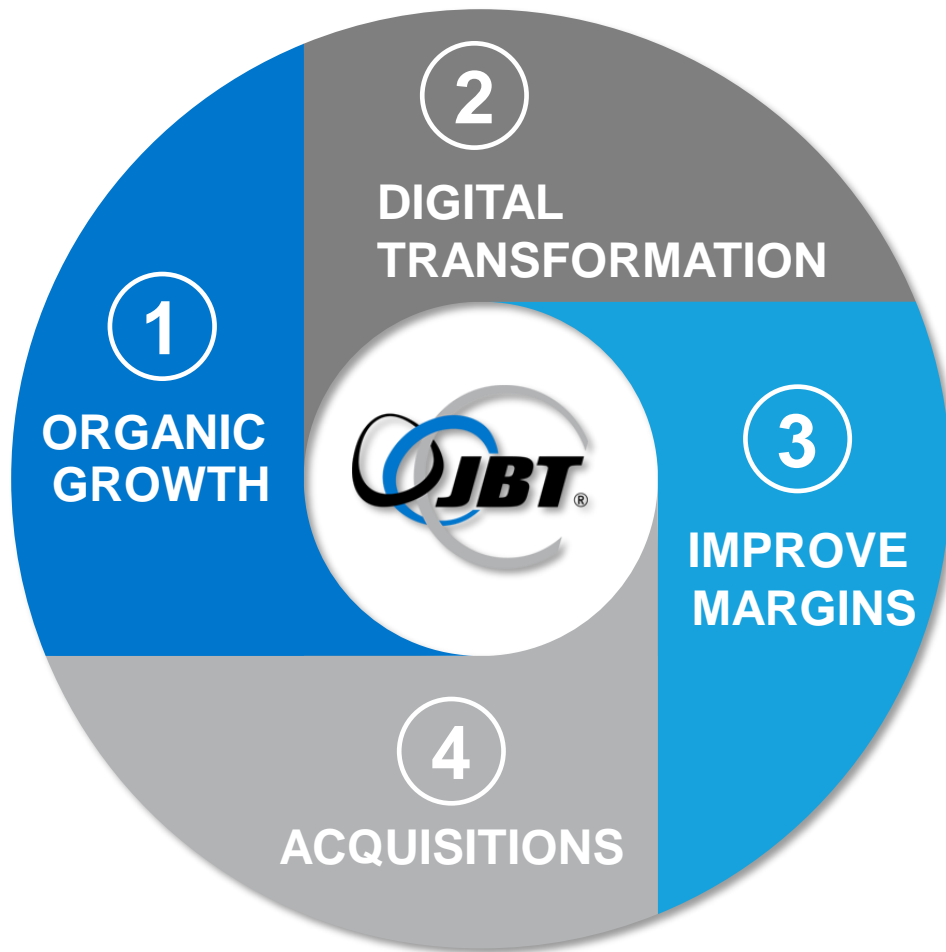 1
ORGANIC
GROWTH
2
DIGITAL
TRANSFORMATION
3
IMPROVE
MARGINS
4
ACQUISITIONS
JBT®